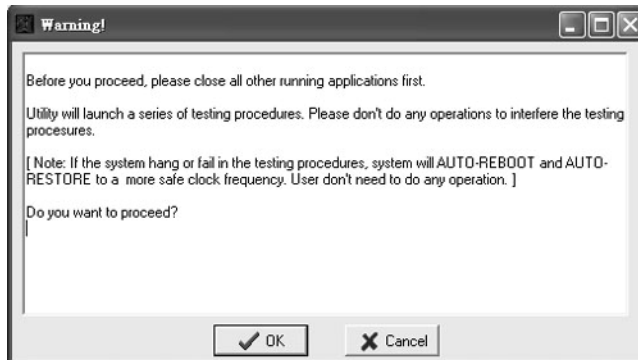 Warning!
Before you proceed, please close all other running applications first.
Utility will launch a series of testing procedures. Please don't do any operations to interfere the testing
procesures.
[ Note: If the system hang or fail in the testing procedures, system will AUTO-REBOOT and AUTO-
RESTORE to a  more safe clock frequency. User don't need to do any operation. ]
Do you want to proceed?
OK
Cancel